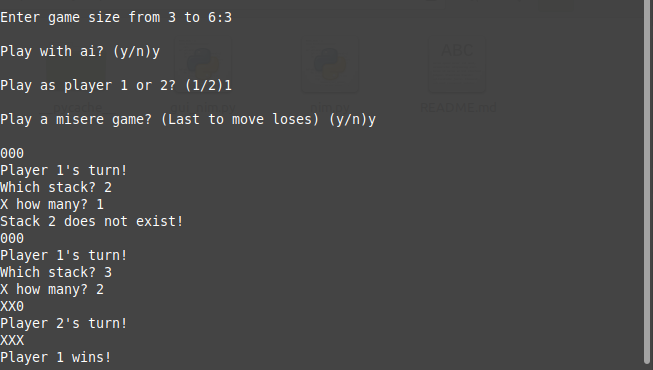 Enter game size from 3 to 6:3
Play with ai? (y/n)y
Play as player 1 or 2? (1/2)1
Play a misere game? (Last to move loses) (y/n)y
000
Player 1's turn!
Which stack? 2
X how many? 1
Stack 2 does not exist!
000
Player 1's turn!
Which stack? 3
X how many? 2
XX0
Player 2's turn!
XXX
Player 1 wins!
ABC
README.md